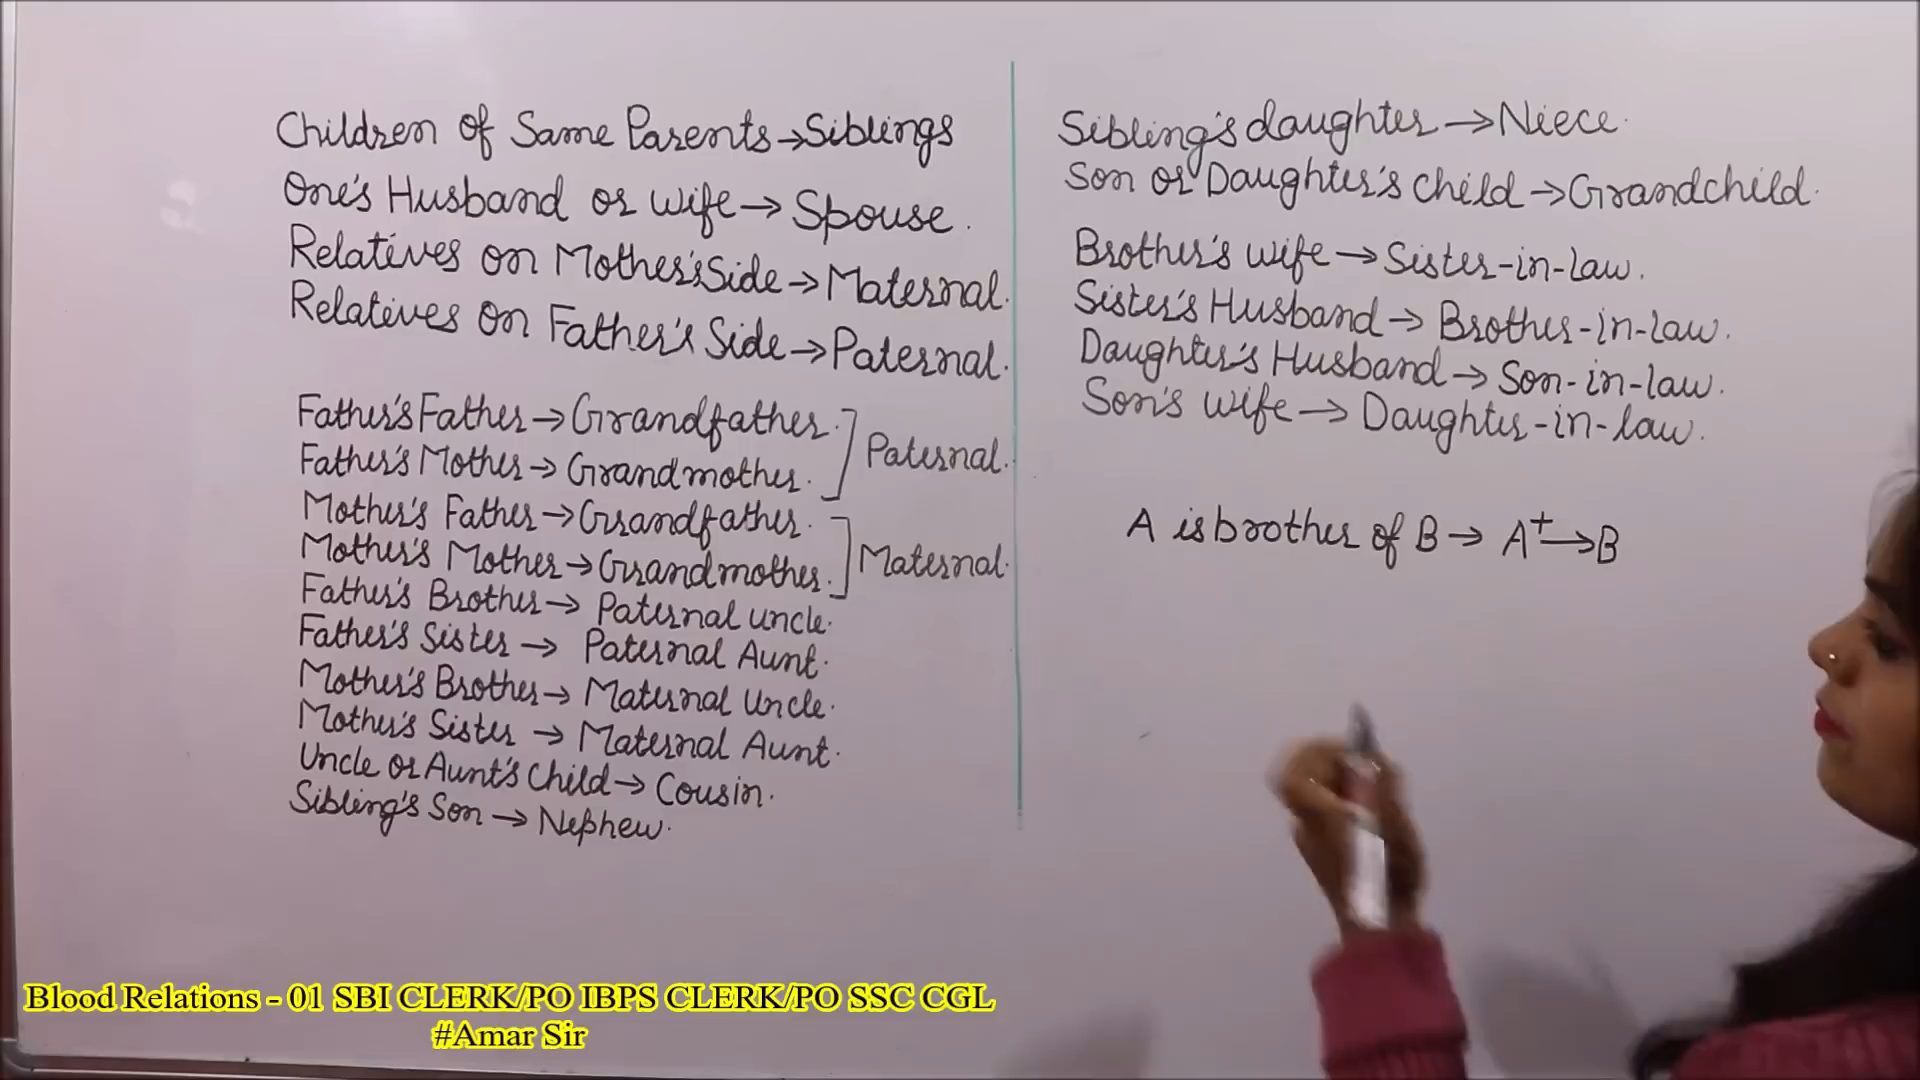 Children of Same Parents→Siblings
One's Husband or wife→ Spouse.
Relatives on Mother's Side→Maternal.
Relatives on Father's Side→Paternal.
Father's Father→Grandfather.
Father's Mother→Grandmother.
Paternal.
Mother's Father→Grandfather.
Mother's Mother→Grandmother.
Maternal.
Father's Brother→ Paternal uncle.
Father's Sister → Paternal Aunt.
Mother's Brother→ Maternal Uncle.
Mother's Sister → Maternal Aunt.
Uncle or Aunt's Child→ Cousin.
Sibling's Son → Nephew.
Sibling's daughter →Niece.
Son or Daughter's child →Grandchild.
Brother's wife →Sister-in-law.
Sister's Husband→ Brother-in-law.
Daughter's Husband→ Son-in-law.
Son's wife → Daughter-in-law.
A is brother of B → A+→B
Blood Relations - 01 SBI CLERK/PO IBPS CLERK/PO SSC CGL
#Amar Sir